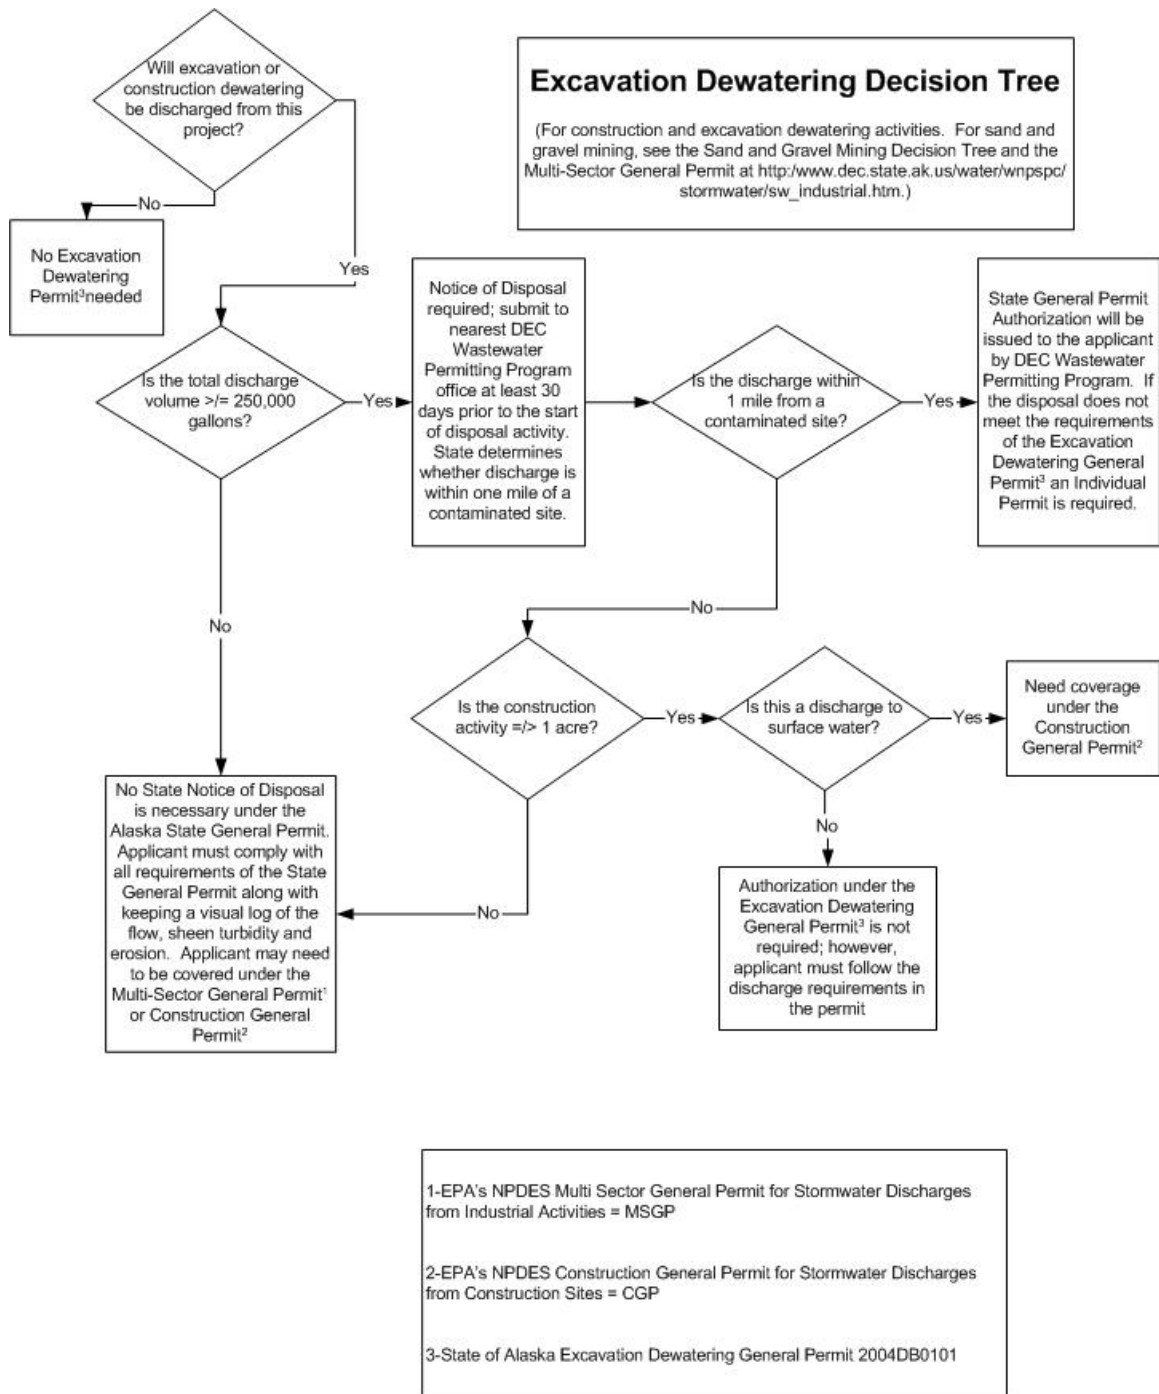 Will excavation or
construction dewatering
be discharged from this
project?
Excavation Dewatering Decision Tree
(For construction and excavation dewatering activities. For sand and
gravel mining, see the Sand and Gravel Mining Decision Tree and the
Multi-Sector General Permit at http:/www.dec.state.ak.us/water/wnpspc/
stormwater/sw_industrial.htm.)
No
Yes
No Excavation
Dewatering
Permit³needed
Is the total discharge
volume >/= 250,000
gallons?
Yes
Notice of Disposal
required; submit to
nearest DEC
Wastewater
Permitting Program
office at least 30
days prior to the start
of disposal activity.
State determines
whether discharge is
within one mile of a
contaminated site.
Is the discharge within
1 mile from a
contaminated site?
Yes
State General Permit
Authorization will be
issued to the applicant
by DEC Wastewater
Permitting Program. If
the disposal does not
meet the requirements
of the Excavation
Dewatering General
Permit³ an Individual
Permit is required.
No
No
Is the construction
activity =/> 1 acre?
Yes
Is this a discharge to
surface water?
Yes
Need coverage
under the
Construction
General Permit²
No
No State Notice of Disposal
is necessary under the
Alaska State General Permit.
Applicant must comply with
all requirements of the State
General Permit along with
keeping a visual log of the
flow, sheen turbidity and
erosion. Applicant may need
to be covered under the
Multi-Sector General Permit¹
or Construction General
Permit²
No
Authorization under the
Excavation Dewatering
General Permit³ is not
required; however,
applicant must follow the
discharge requirements in
the permit
1-EPA's NPDES Multi Sector General Permit for Stormwater Discharges
from Industrial Activities = MSGP
2-EPA's NPDES Construction General Permit for Stormwater Discharges
from Construction Sites = CGP
3-State of Alaska Excavation Dewatering General Permit 2004DB0101